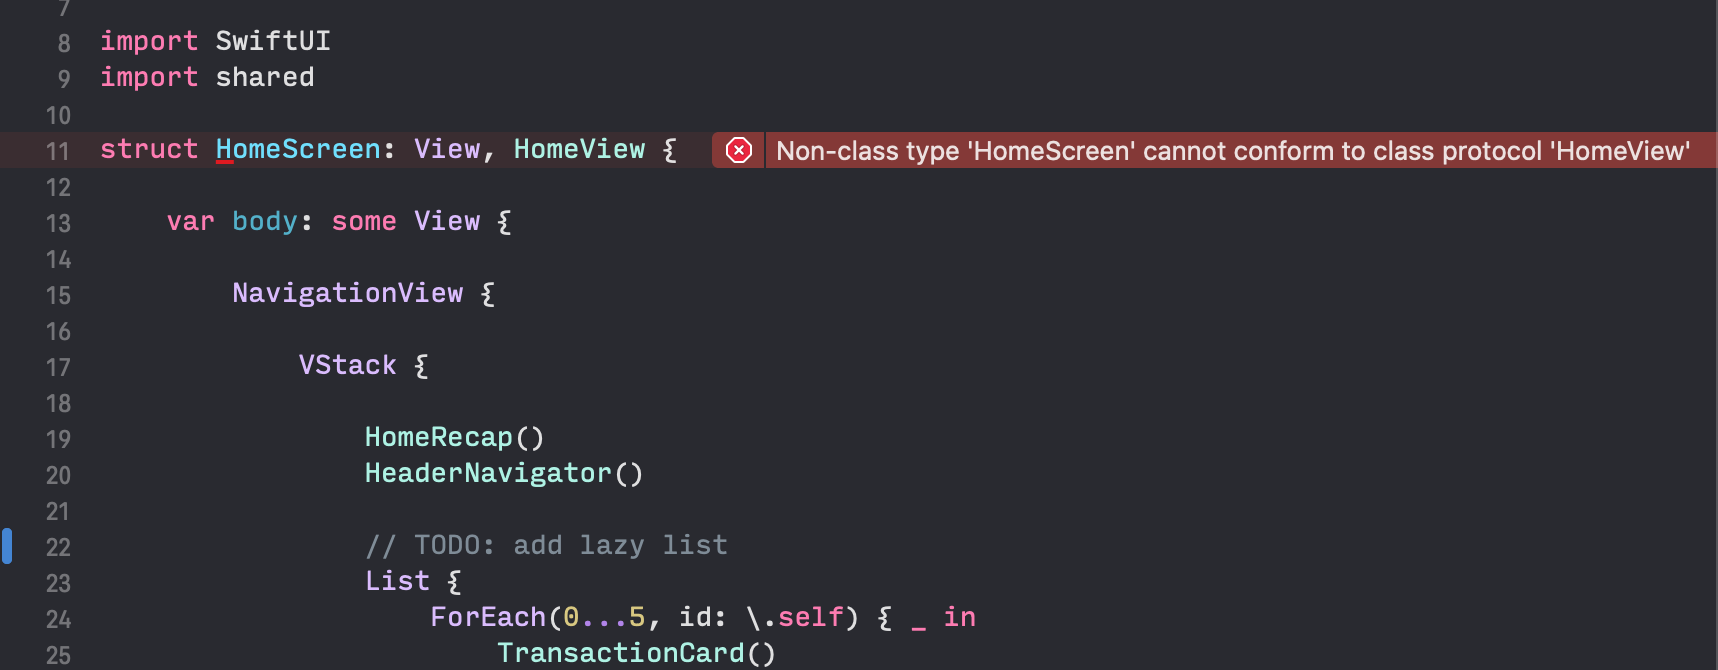 7
8 import SwiftUI
9 import shared
10
11 struct HomeScreen: View, HomeView { Non-class type 'HomeScreen' cannot conform to class protocol 'HomeView'
12
13 var body: some View {
14
15 NavigationView {
16
17 VStack {
18
19 HomeRecap()
20 HeaderNavigator()
21
22 // TODO: add lazy list
23 List {
24 ForEach(0...5, id: \.self) { _ in
25 TransactionCard()